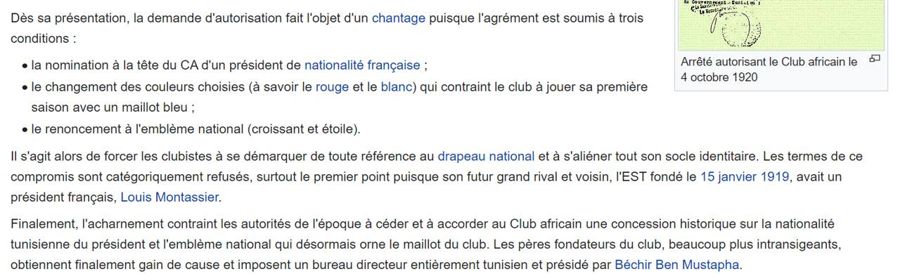 Dès sa présentation, la demande d'autorisation fait l'objet d'un chantage puisque l'agrément est soumis à trois
conditions :
• la nomination à la tête du CA d'un président de nationalité française ;
• le changement des couleurs choisies (à savoir le rouge et le blanc) qui contraint le club à jouer sa première
saison avec un maillot bleu ;
• le renoncement à l'emblème national (croissant et étoile).
Arrêté autorisant le Club africain le
4 octobre 1920
Il s'agit alors de forcer les clubistes à se démarquer de toute référence au drapeau national et à s'aliéner tout son socle identitaire. Les termes de ce
compromis sont catégoriquement refusés, surtout le premier point puisque son futur grand rival et voisin, l'EST fondé le 15 janvier 1919, avait un
président français, Louis Montassier.
Finalement, l'acharnement contraint les autorités de l'époque à céder et à accorder au Club africain une concession historique sur la nationalité
tunisienne du président et l'emblème national qui désormais orne le maillot du club. Les pères fondateurs du club, beaucoup plus intransigeants,
obtiennent finalement gain de cause et imposent un bureau directeur entièrement tunisien et présidé par Béchir Ben Mustapha.